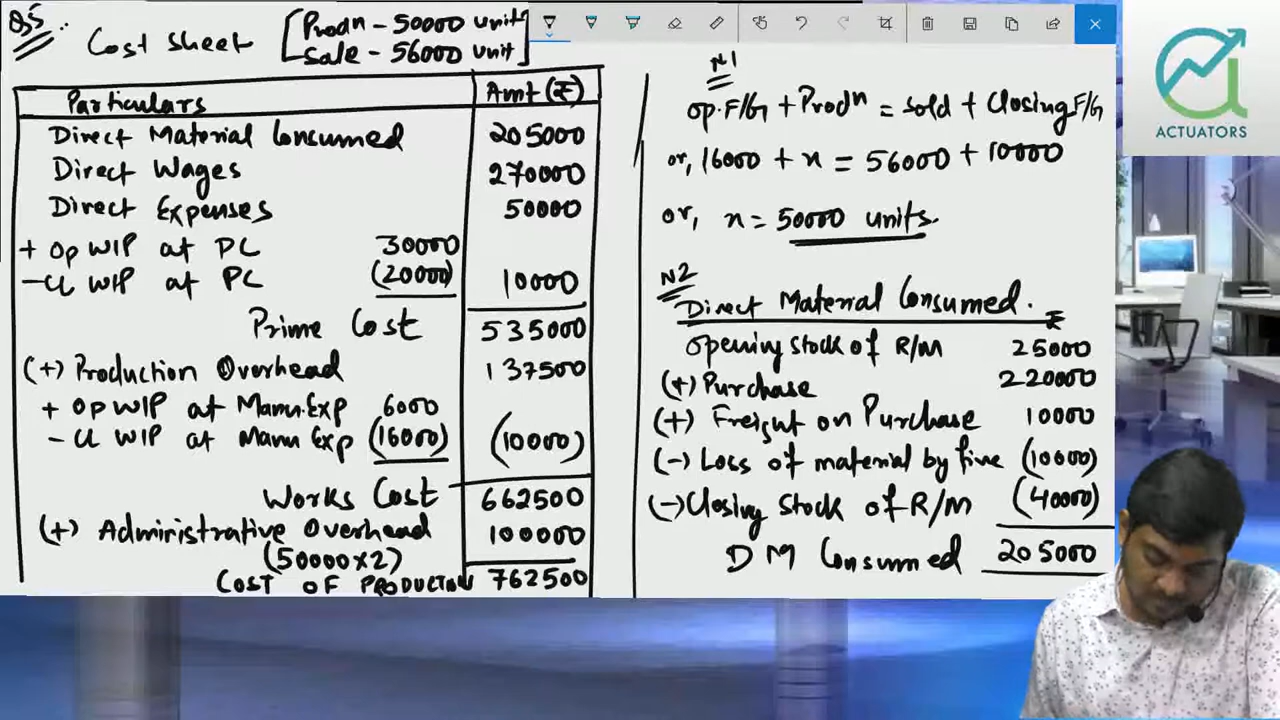 Q5.
Cost Sheet [Prodn - 50000 unit
Sale - 56000 unit]
Particulars Amt (₹)
Direct Material Consumed 205000
Direct Wages 270000
Direct Expenses 50000
+ Op WIP at PC 30000
- Cl WIP at PC (20000) 10000
Prime Cost 535000
(+) Production Overhead 137500
+ Op WIP at Manu. Exp 6000
- Cl WIP at Manu Exp (16000) (10000)
Works Cost 662500
(+) Administrative Overhead 100000
(50000×2)
COST OF PRODUCTION 762500
N1
op. F/G + Prodn = Sold + Closing F/G
or, 16000 + x = 56000 + 10000
or, x = 50000 units.
N2
Direct Material Consumed.
₹
Opening stock of R/M 25000
(+) Purchase 220000
(+) Freight on Purchase 10000
(-) Loss of material by fire (10000)
(-) Closing Stock of R/M (40000)
DM Consumed 205000
ACTUATORS